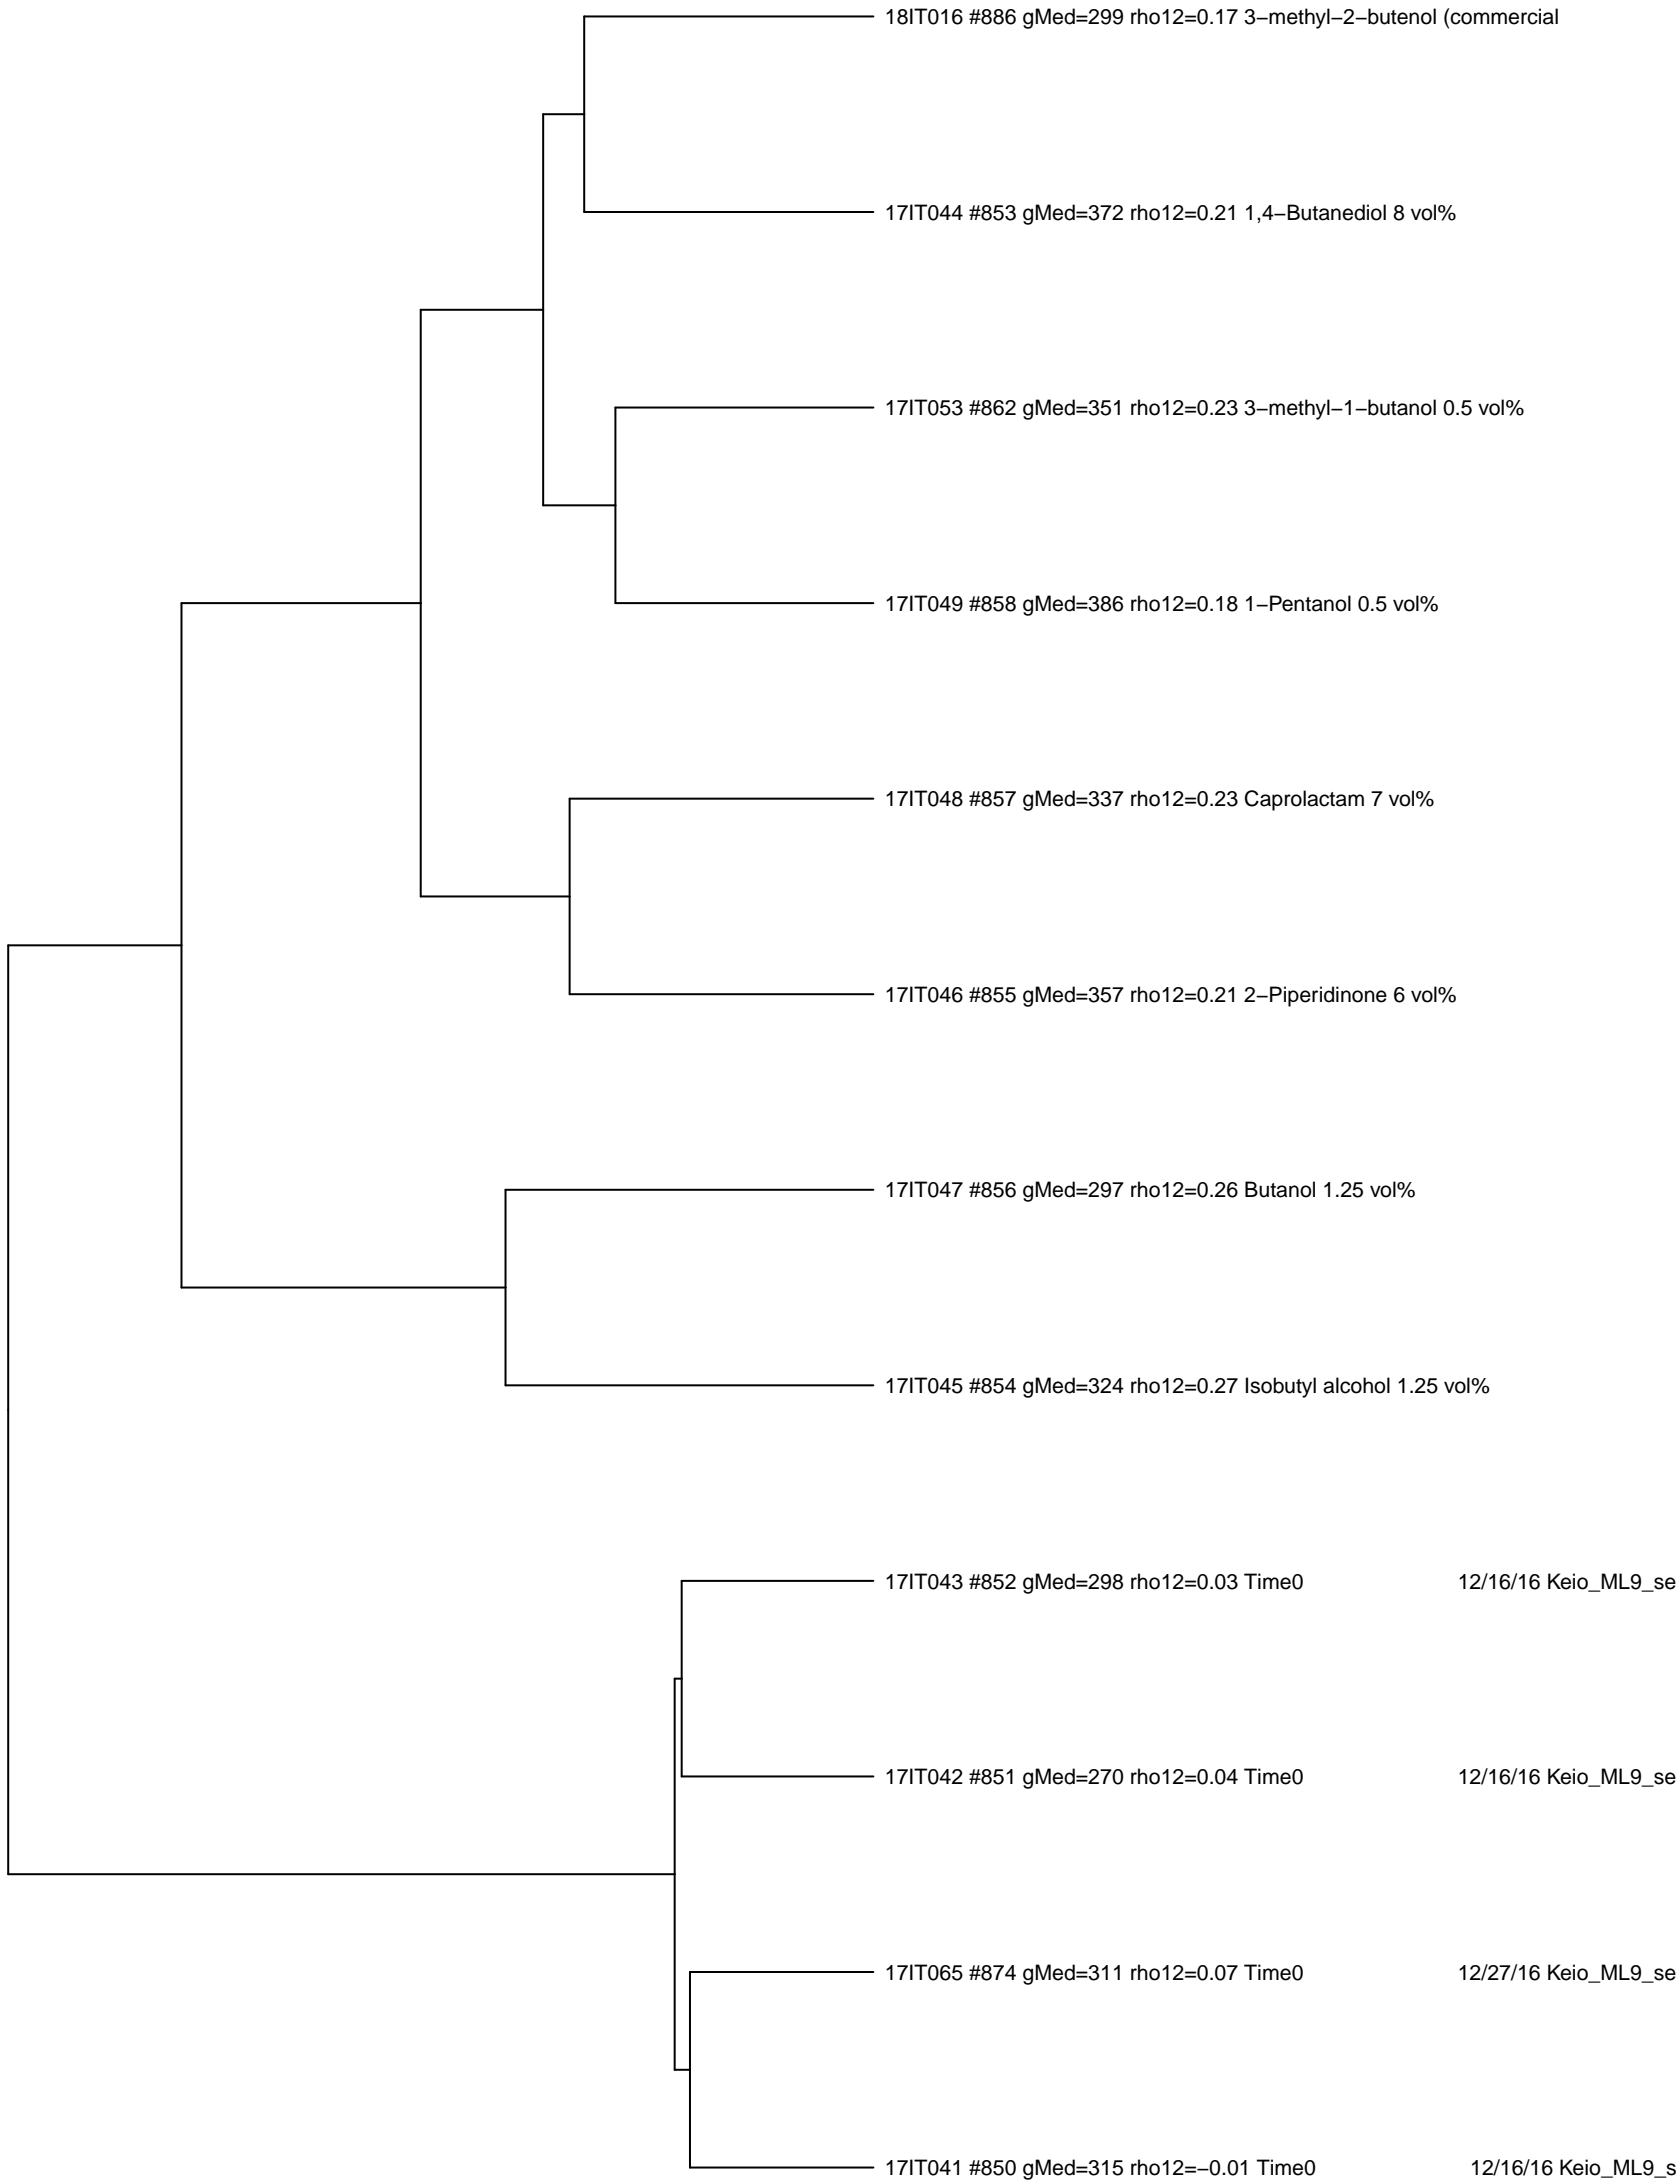 18IT016 #886 gMed=299 rho12=0.17 3−methyl−2−butenol (commercial
17IT044 #853 gMed=372 rho12=0.21 1,4−Butanediol 8 vol%
17IT053 #862 gMed=351 rho12=0.23 3−methyl−1−butanol 0.5 vol%
17IT049 #858 gMed=386 rho12=0.18 1−Pentanol 0.5 vol%
17IT048 #857 gMed=337 rho12=0.23 Caprolactam 7 vol%
17IT046 #855 gMed=357 rho12=0.21 2−Piperidinone 6 vol%
17IT047 #856 gMed=297 rho12=0.26 Butanol 1.25 vol%
17IT045 #854 gMed=324 rho12=0.27 Isobutyl alcohol 1.25 vol%
17IT043 #852 gMed=298 rho12=0.03 Time0 12/16/16 Keio_ML9_se
17IT042 #851 gMed=270 rho12=0.04 Time0 12/16/16 Keio_ML9_se
17IT065 #874 gMed=311 rho12=0.07 Time0 12/27/16 Keio_ML9_se
17IT041 #850 gMed=315 rho12=−0.01 Time0 12/16/16 Keio_ML9_s